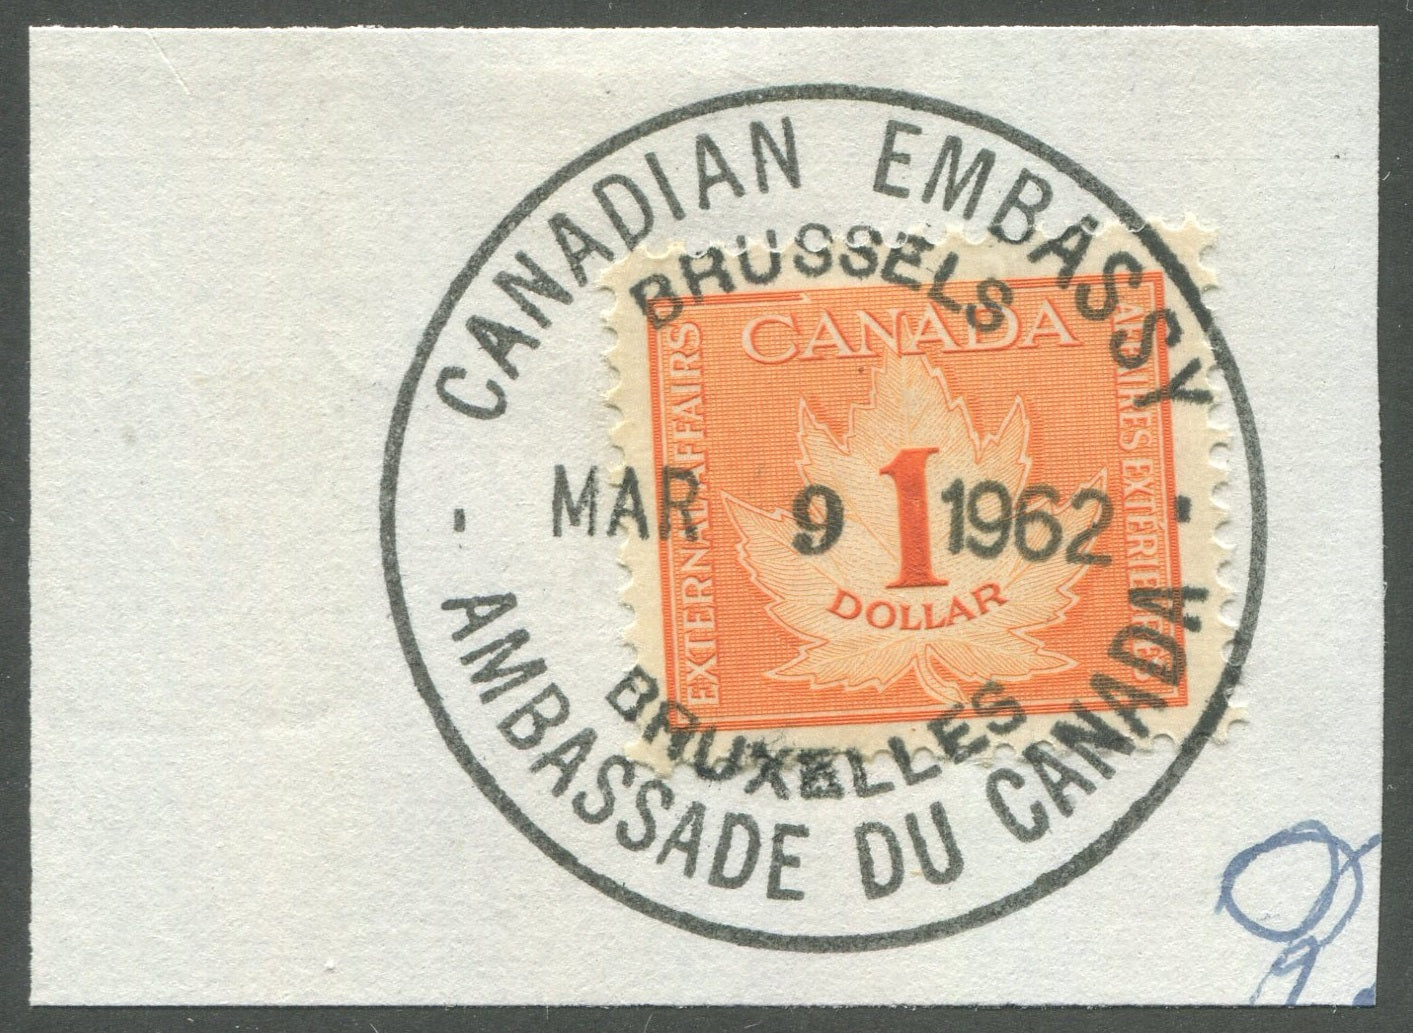 CANADIAN EMBASSY
BRUSSELS
CANADA
EXTERNAL AFFAIRS
AFFAIRES EXTÉRIEURES
MAR 9 1962
1
DOLLAR
BRUXELLES
AMBASSADE DU CANADA